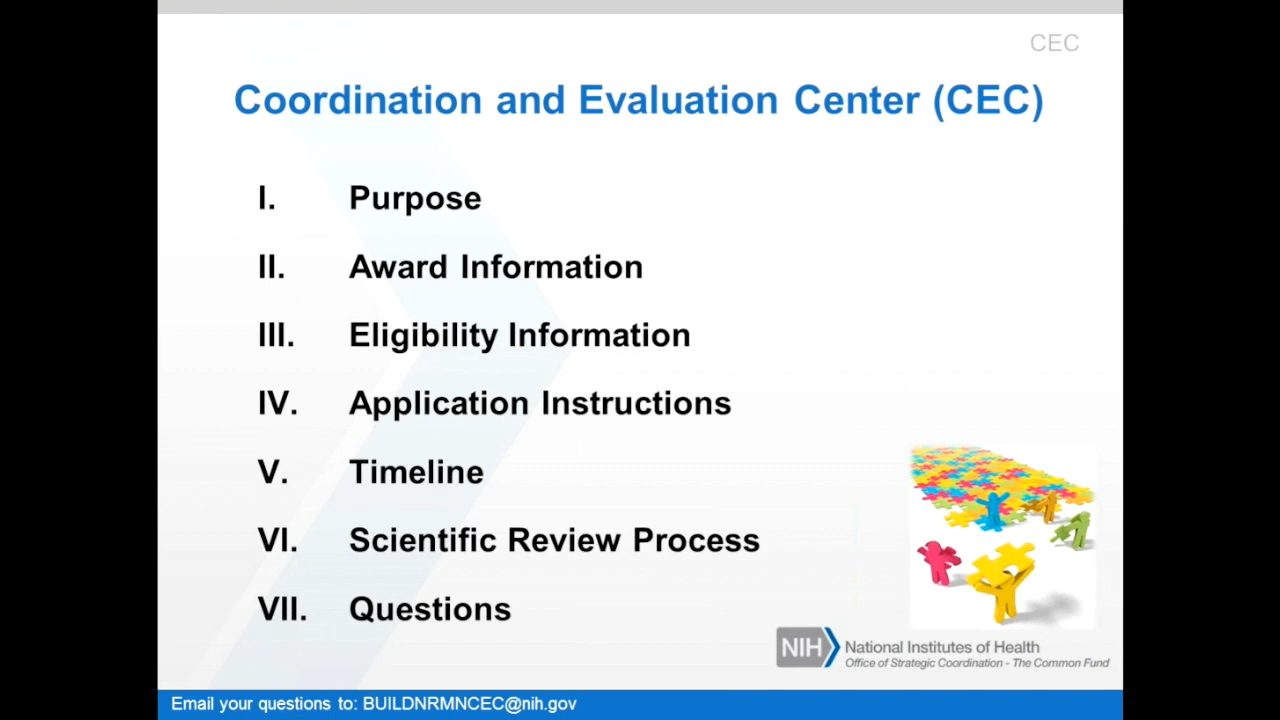 CEC
Coordination and Evaluation Center (CEC)
I. Purpose
II. Award Information
III. Eligibility Information
IV. Application Instructions
V. Timeline
VI. Scientific Review Process
VII. Questions
NIH National Institutes of Health
Office of Strategic Coordination - The Common Fund
Email your questions to: BUILDNRMNCEC@nih.gov